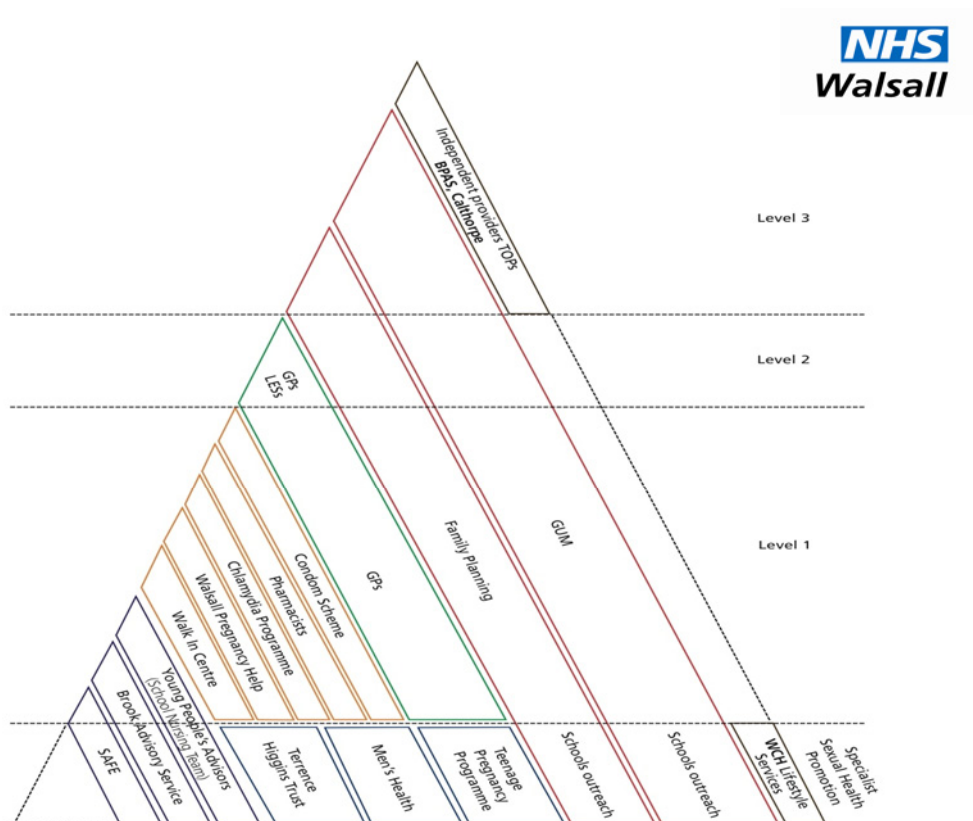 NHS
Walsall
Independent providers TOPs
BPAS, Calthorpe
Level 3
GPs
LESs
Level 2
Level 1
GUM
Family Planning
GPs
Condom Scheme
Pharmacists
Chlamydia Programme
Walsall Pregnancy Help
Walk In Centre
Young People's Advisors
(School Nursing Team)
Brook Advisory Service
SAFE
Terrence
Higgins Trust
Men's Health
Teenage
Pregnancy
Programme
Schools outreach
Schools outreach
WCH Lifestyle
Services
Specialist
Sexual Health
Promotion